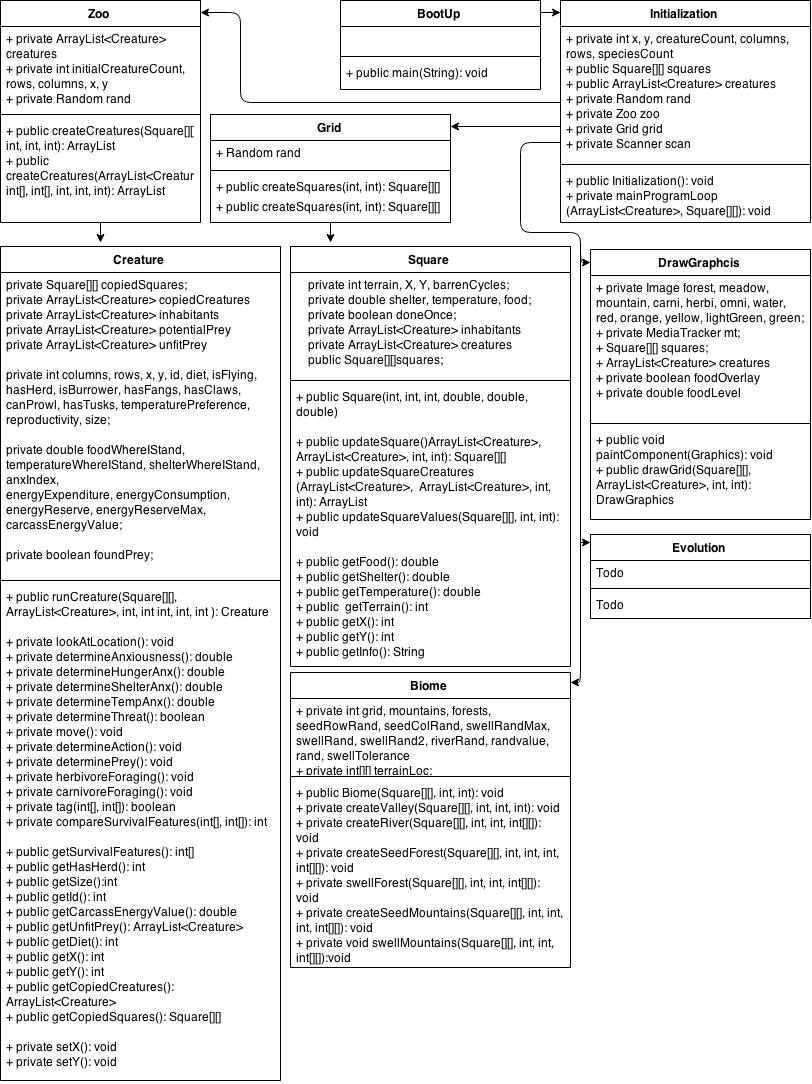 Zoo
+ private ArrayList<Creature>
creatures
+ private int initialCreatureCount,
rows, columns, x, y
+ private Random rand
+ public createCreatures(Square[][
int, int, int): ArrayList
+ public
createCreatures(ArrayList<Creatur
int[], int[], int, int, int): ArrayList
BootUp
+ public main(String): void
Initialization
+ private int x, y, creatureCount, columns,
rows, speciesCount
+ public Square[][] squares
+ public ArrayList<Creature> creatures
+ private Random rand
+ private Zoo zoo
+ private Grid grid
+ private Scanner scan
+ public Initialization(): void
+ private mainProgramLoop
(ArrayList<Creature>, Square[][]): void
Grid
+ Random rand
+ public createSquares(int, int): Square[][]
+ public createSquares(int, int): Square[][]
Creature
private Square[][] copiedSquares;
private ArrayList<Creature> copiedCreatures
private ArrayList<Creature> inhabitants
private ArrayList<Creature> potentialPrey
private ArrayList<Creature> unfitPrey
private int columns, rows, x, y, id, diet, isFlying,
hasHerd, isBurrower, hasFangs, hasClaws,
canProwl, hasTusks, temperaturePreference,
reproductivity, size;
private double foodWhereIStand,
temperatureWhereIStand, shelterWhereIStand,
anxIndex,
energyExpenditure, energyConsumption,
energyReserve, energyReserveMax,
carcassEnergyValue;
private boolean foundPrey;
+ public runCreature(Square[][],
ArrayList<Creature>, int, int int, int, int ): Creature
+ private lookAtLocation(): void
+ private determineAnxiousness(): double
+ private determineHungerAnx(): double
+ private determineShelterAnx(): double
+ private determineTempAnx(): double
+ private determineThreat(): boolean
+ private move(): void
+ private determineAction(): void
+ private determinePrey(): void
+ private herbivoreForaging(): void
+ private carnivoreForaging(): void
+ private tag(int[], int[]): boolean
+ private compareSurvivalFeatures(int[], int[]): int
+ public getSurvivalFeatures(): int[]
+ public getHasHerd(): int
+ public getSize():int
+ public getId(): int
+ public getCarcassEnergyValue(): double
+ public getUnfitPrey(): ArrayList<Creature>
+ public getDiet(): int
+ public getX(): int
+ public getY(): int
+ public getCopiedCreatures():
ArrayList<Creature>
+ public getCopiedSquares(): Square[][]
+ private setX(): void
+ private setY(): void
Square
private int terrain, X, Y, barrenCycles;
private double shelter, temperature, food;
private boolean doneOnce;
private ArrayList<Creature> inhabitants
private ArrayList<Creature> creatures
public Square[][]squares;
+ public Square(int, int, int, double, double,
double)
+ public updateSquare()ArrayList<Creature>,
ArrayList<Creature>, int, int): Square[][]
+ public updateSquareCreatures
(ArrayList<Creature>,  ArrayList<Creature>, int,
int): ArrayList
+ public updateSquareValues(Square[][], int, int):
void
+ public getFood(): double
+ public getShelter(): double
+ public getTemperature(): double
+ public  getTerrain(): int
+ public getX(): int
+ public getY(): int
+ public getInfo(): String
DrawGraphcis
+ private Image forest, meadow,
mountain, carni, herbi, omni, water,
red, orange, yellow, lightGreen, green;
+ private MediaTracker mt;
+ Square[][] squares;
+ ArrayList<Creature> creatures
+ private boolean foodOverlay
+ private double foodLevel
+ public void
paintComponent(Graphics): void
+ public drawGrid(Square[][],
ArrayList<Creature>, int, int):
DrawGraphics
Evolution
Todo
Todo
Biome
+ private int grid, mountains, forests,
seedRowRand, seedColRand, swellRandMax,
swellRand, swellRand2, riverRand, randvalue,
rand, swellTolerance
+ private int[][] terrainLoc;
+ public Biome(Square[][], int, int): void
+ private createValley(Square[][], int, int, int): void
+ private createRiver(Square[][], int, int, int[][]):
void
+ private createSeedForest(Square[][], int, int, int,
int[][]): void
+ private swellForest(Square[][], int, int, int[][]):
void
+ private createSeedMountains(Square[][], int, int,
int, int[][]): void
+ private void swellMountains(Square[][], int, int,
int[][]):void